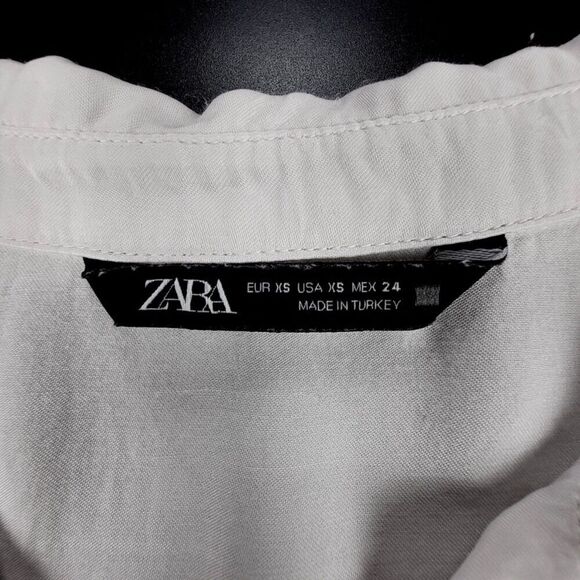 ZARA
EUR XS USA XS MEX 24
MADE IN TURKEY